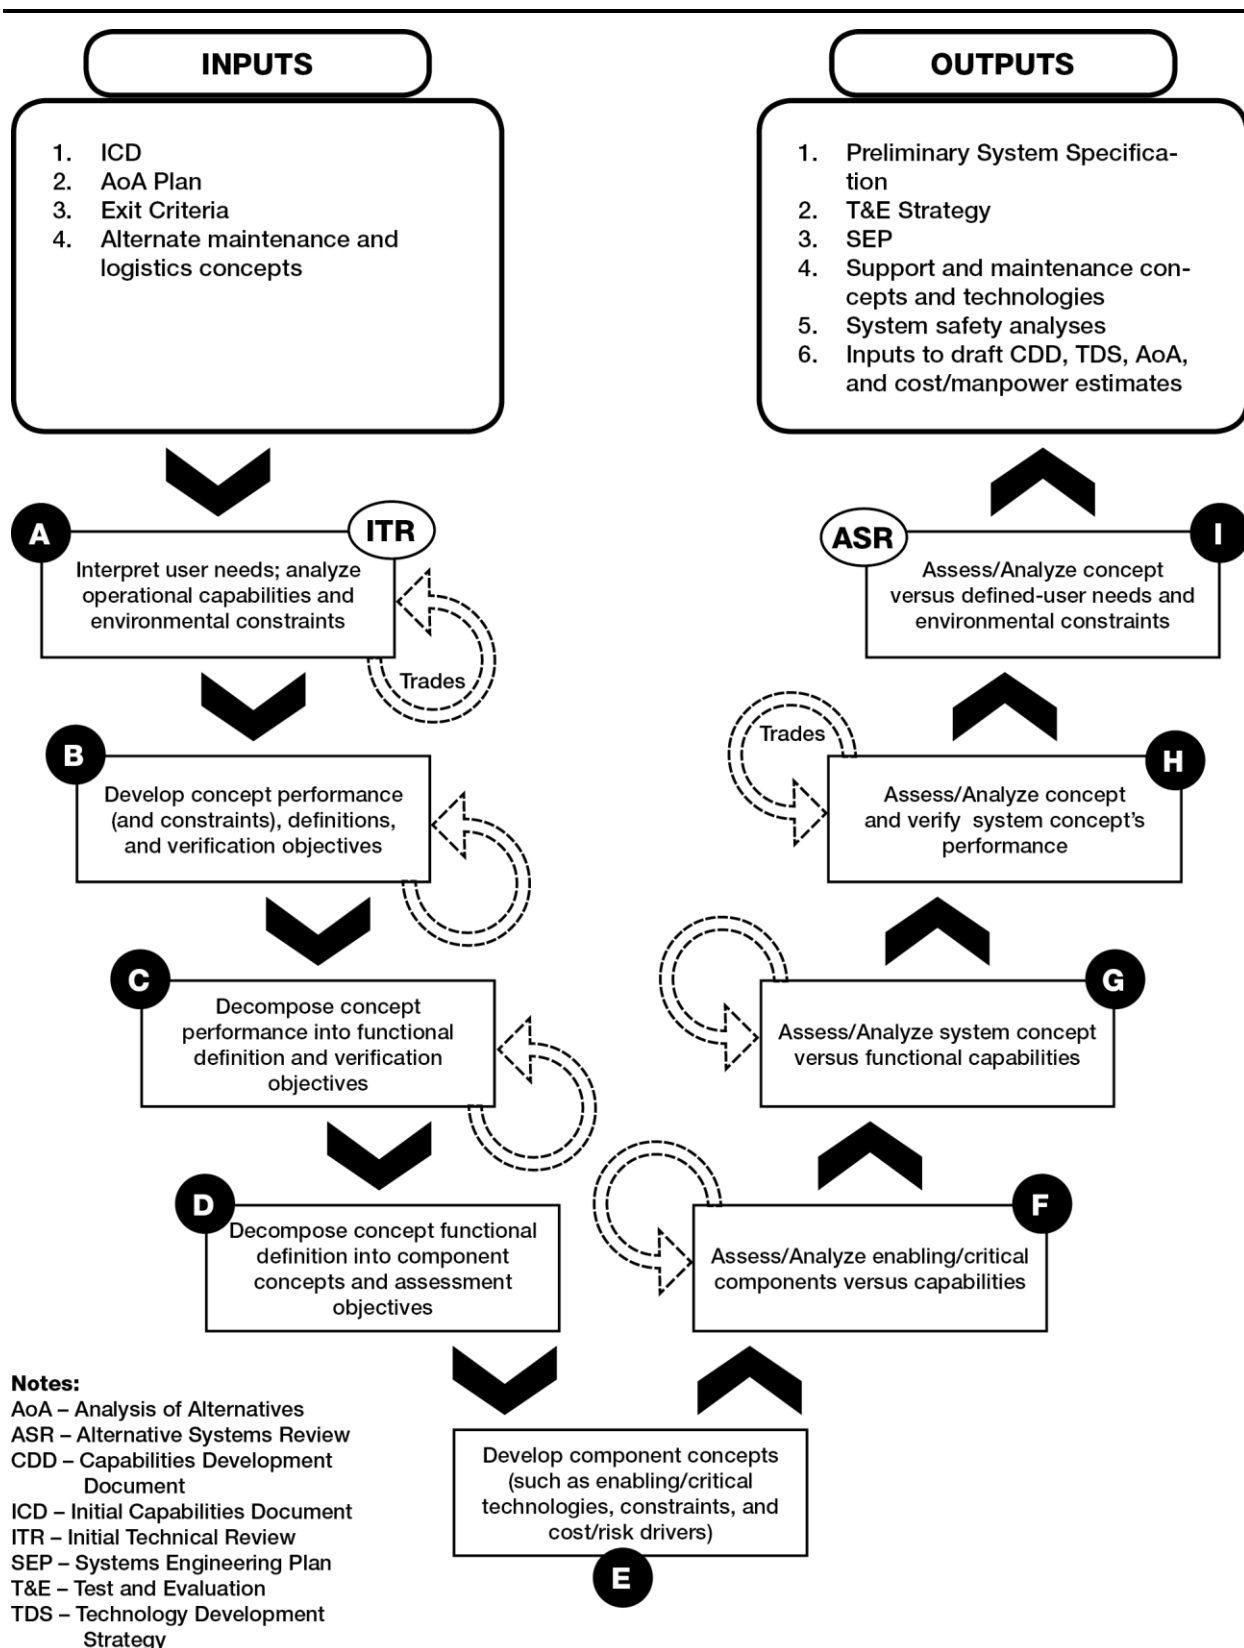 INPUTS
1. ICD
2. AoA Plan
3. Exit Criteria
4. Alternate maintenance and
logistics concepts
OUTPUTS
1. Preliminary System Specifica-
tion
2. T&E Strategy
3. SEP
4. Support and maintenance con-
cepts and technologies
5. System safety analyses
6. Inputs to draft CDD, TDS, AoA,
and cost/manpower estimates
A
ITR
Interpret user needs; analyze
operational capabilities and
environmental constraints
Trades
B
Develop concept performance
(and constraints), definitions,
and verification objectives
C
Decompose concept
performance into functional
definition and verification
objectives
D
Decompose concept functional
definition into component
concepts and assessment
objectives
Develop component concepts
(such as enabling/critical
technologies, constraints, and
cost/risk drivers)
E
F
Assess/Analyze enabling/critical
components versus capabilities
G
Assess/Analyze system concept
versus functional capabilities
Trades
H
Assess/Analyze concept
and verify system concept's
performance
ASR
I
Assess/Analyze concept
versus defined-user needs and
environmental constraints
Notes:
AoA – Analysis of Alternatives
ASR – Alternative Systems Review
CDD – Capabilities Development
Document
ICD – Initial Capabilities Document
ITR – Initial Technical Review
SEP – Systems Engineering Plan
T&E – Test and Evaluation
TDS – Technology Development
Strategy